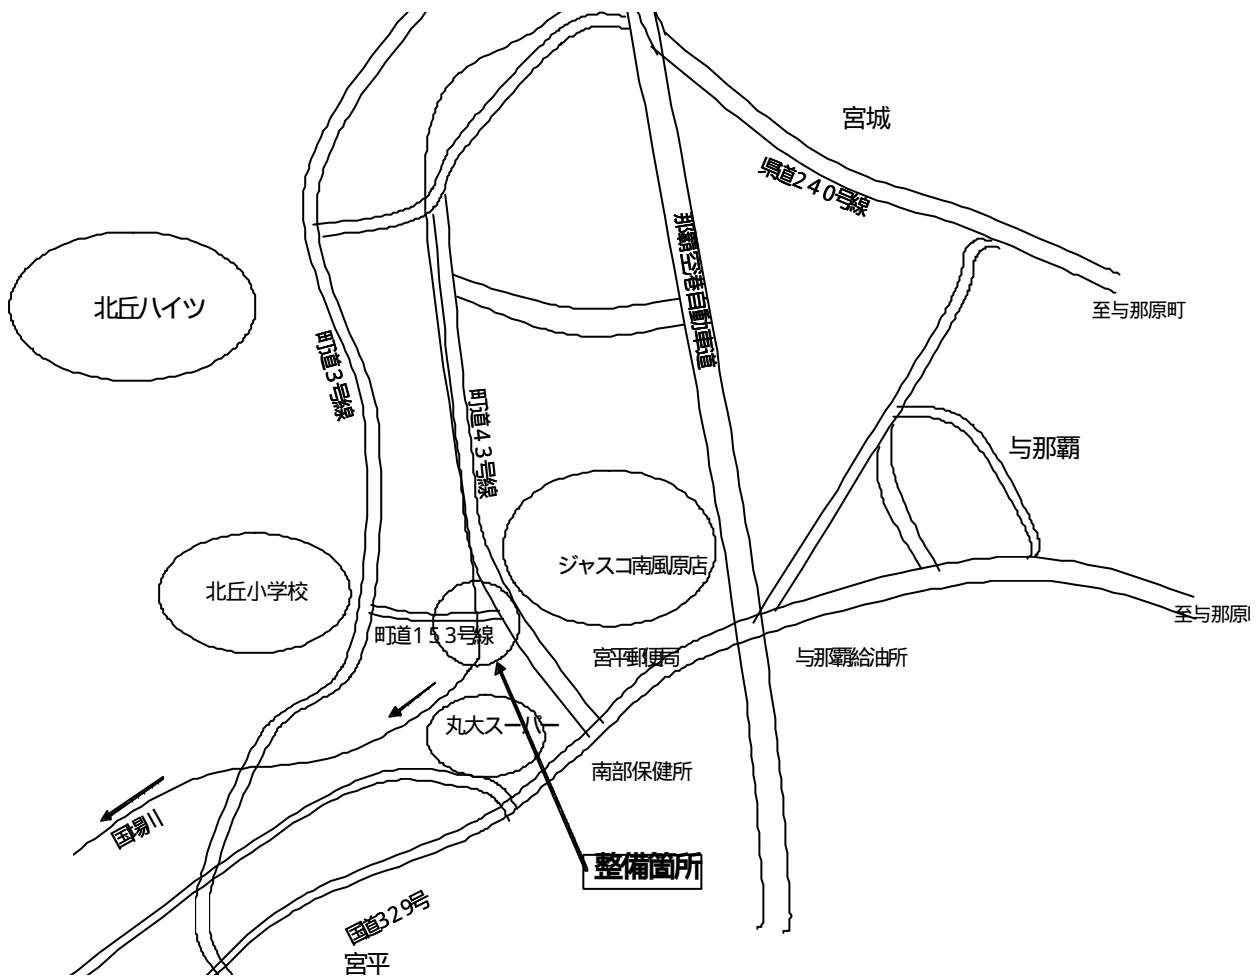 宮城
県道２４０号線
那覇空港自動車道
北丘ハイツ
至与那原町
町道３号線
町道４３号線
与那覇
ジャスコ南風原店
北丘小学校
至与那原
町道１５３号線
宮平郵便局
与那覇給油所
丸大スーパー
南部保健所
国場川
整備箇所
国道３２９号
宮平